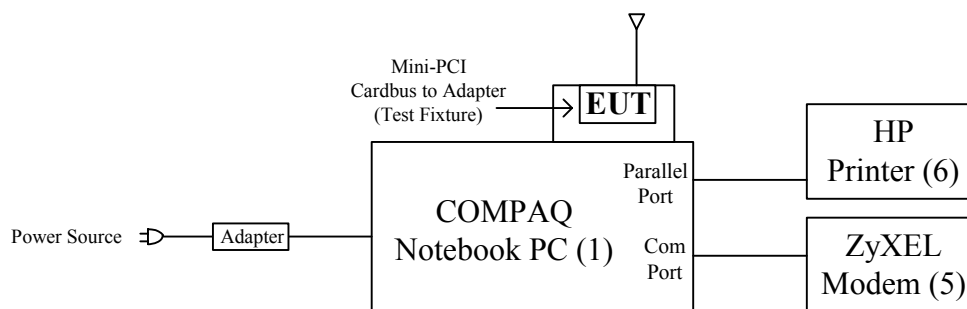 Mini-PCI
Cardbus to Adapter
(Test Fixture)
EUT
HP
Printer (6)
Parallel
Port
COMPAQ
Notebook PC (1)
Power Source
Adapter
Com
Port
ZyXEL
Modem (5)